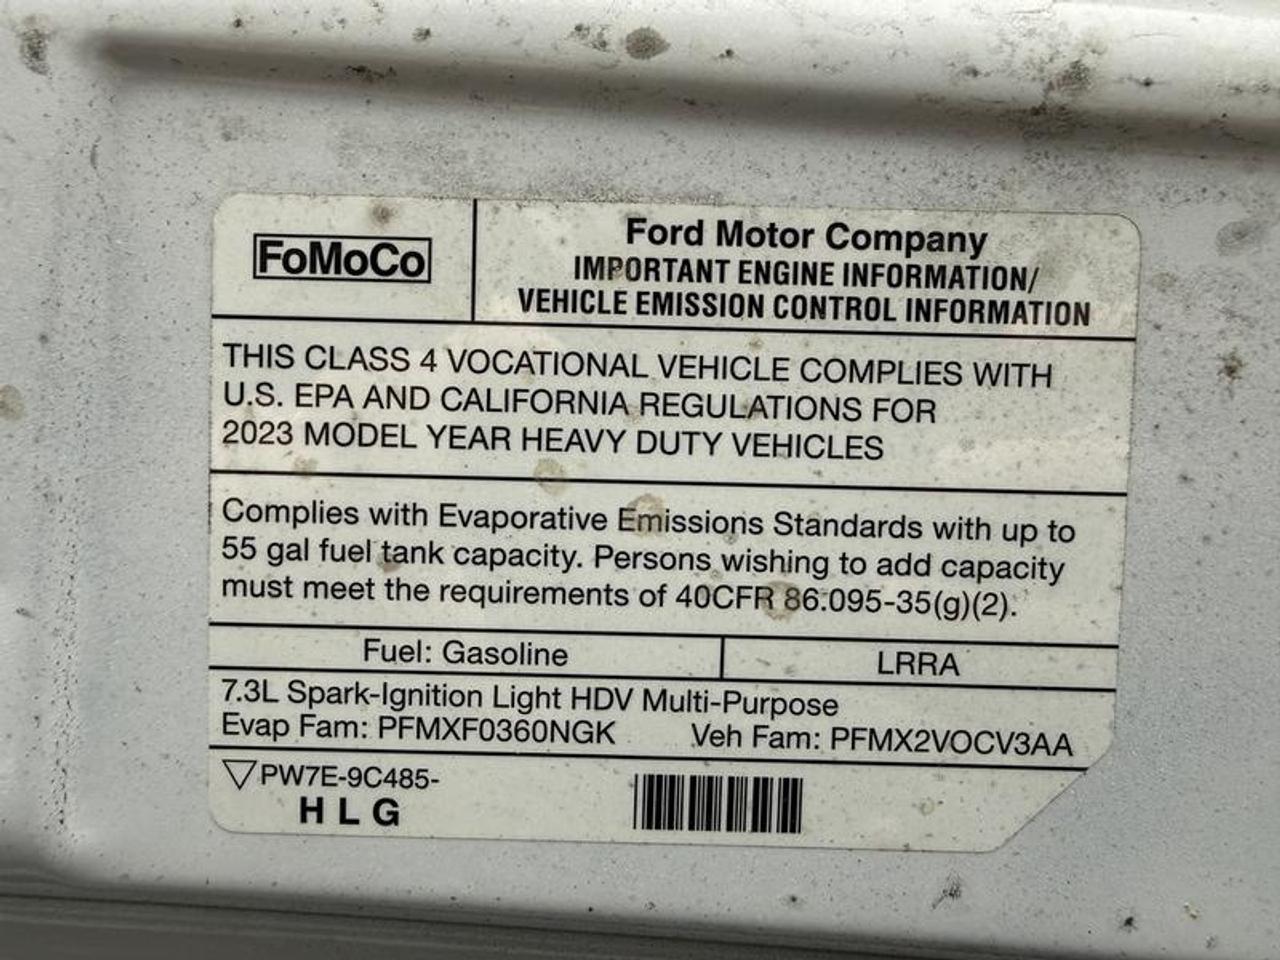 FoMoCo
Ford Motor Company
IMPORTANT ENGINE INFORMATION/
VEHICLE EMISSION CONTROL INFORMATION
THIS CLASS 4 VOCATIONAL VEHICLE COMPLIES WITH
U.S. EPA AND CALIFORNIA REGULATIONS FOR
2023 MODEL YEAR HEAVY DUTY VEHICLES
Complies with Evaporative Emissions Standards with up to
55 gal fuel tank capacity. Persons wishing to add capacity
must meet the requirements of 40CFR 86.095-35(g)(2).
Fuel: Gasoline LRRA
7.3L Spark-Ignition Light HDV Multi-Purpose
Evap Fam: PFMXF0360NGK Veh Fam: PFMX2VOCV3AA
▽PW7E-9C485-
H L G